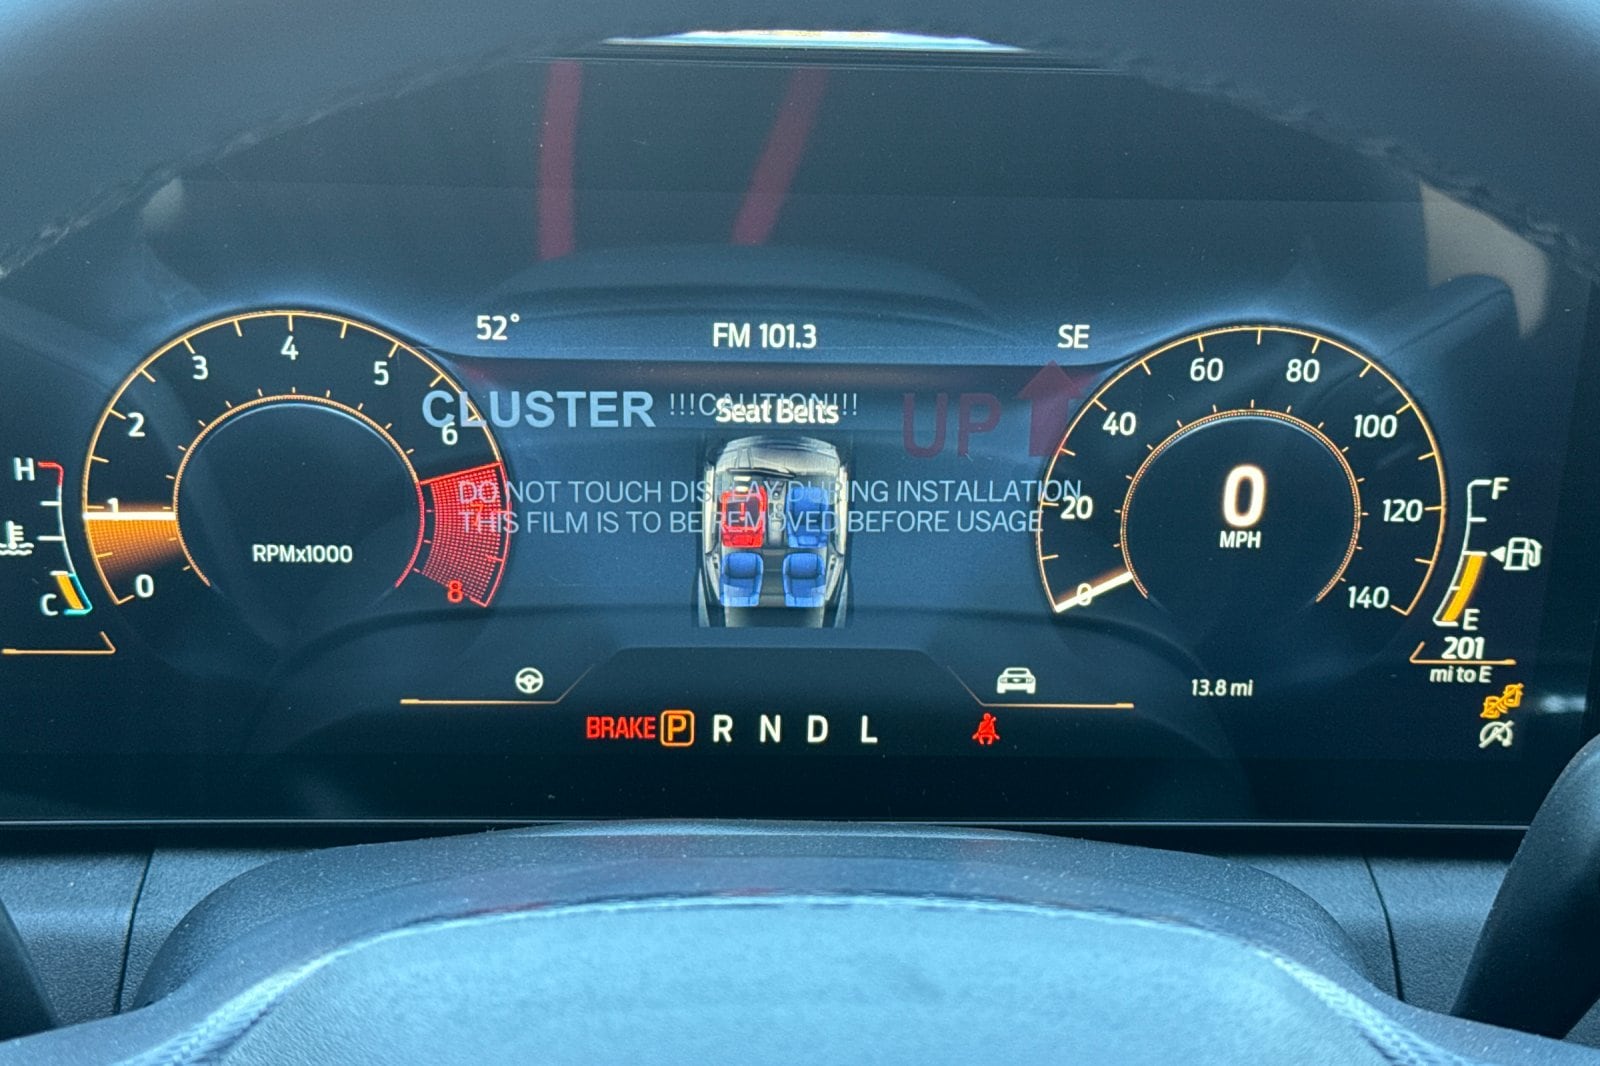 52°
FM 101.3
SE
CLUSTER
!!!CAUTION!!!
UP
Seat Belts
DO NOT TOUCH DISPLAY DURING INSTALLATION
THIS FILM IS TO BE REMOVED BEFORE USAGE
H
C
0
1
2
3
4
5
6
7
8
RPMx1000
0
20
40
60
80
100
120
140
0
MPH
F
E
201
mi to E
13.8 mi
BRAKE P R N D L